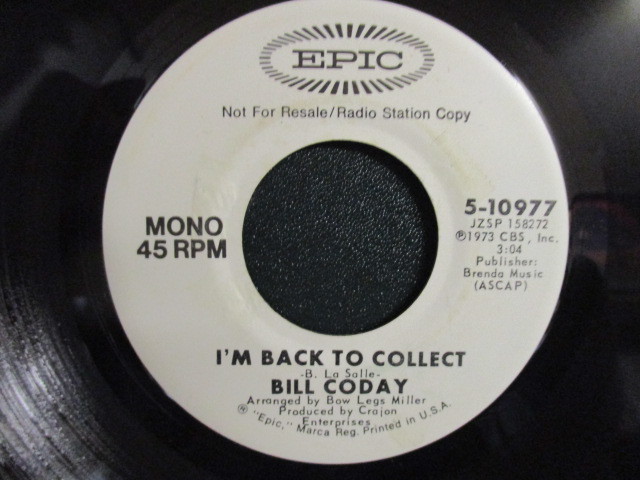 EPIC
Not For Resale/Radio Station Copy
MONO
45 RPM
5-10977
JZSP 158272
℗1973 CBS, Inc.
3:04
Publisher:
Brenda Music
(ASCAP)
I'M BACK TO COLLECT
-B. La Salle-
BILL CODAY
Arranged by Bow Legs Miller
Produced by Crajon
Enterprises
® "Epic," Marca Reg. Printed in U.S.A.